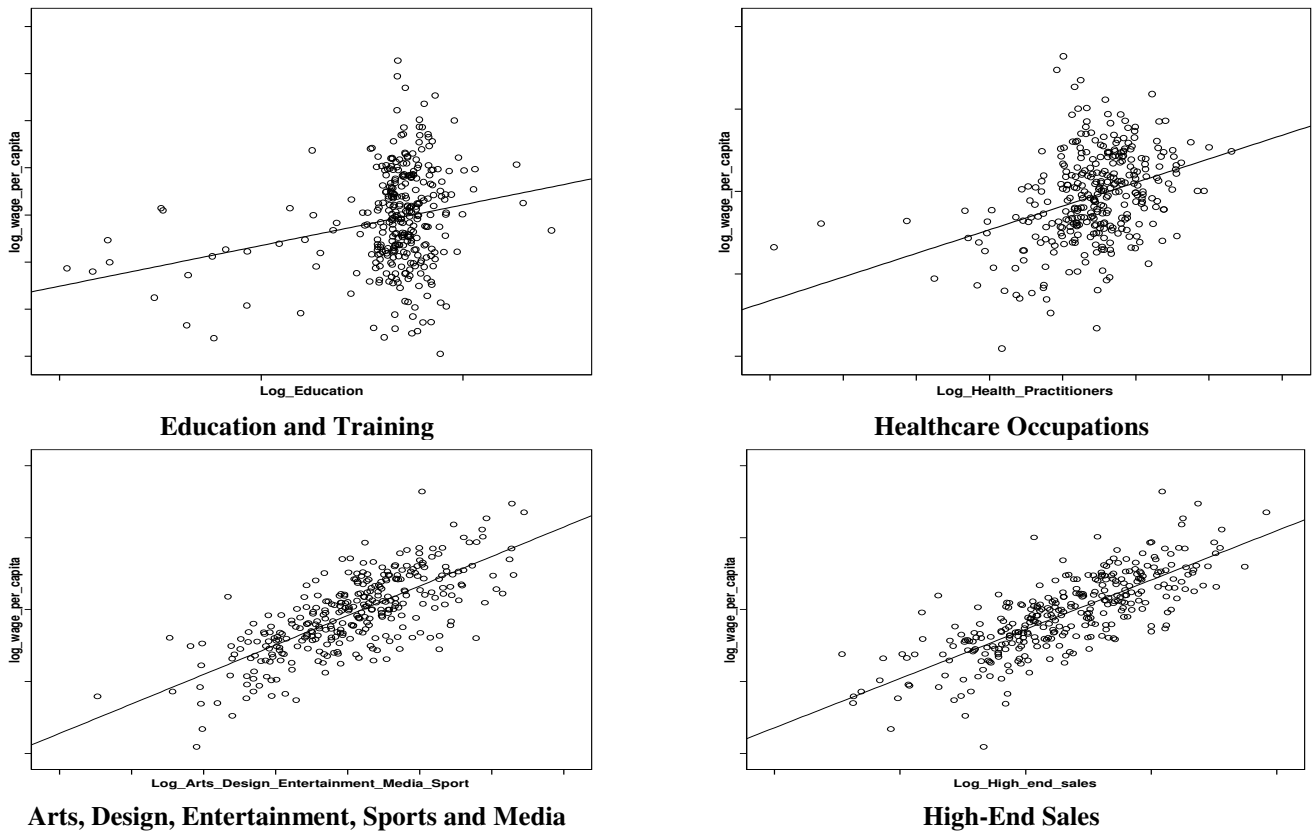 log_wage_per_capita
Log_Education
Education and Training
log_wage_per_capita
Log_Health_Practitioners
Healthcare Occupations
log_wage_per_capita
Log_Arts_Design_Entertainment_Media_Sport
Arts, Design, Entertainment, Sports and Media
log_wage_per_capita
Log_High_end_sales
High-End Sales